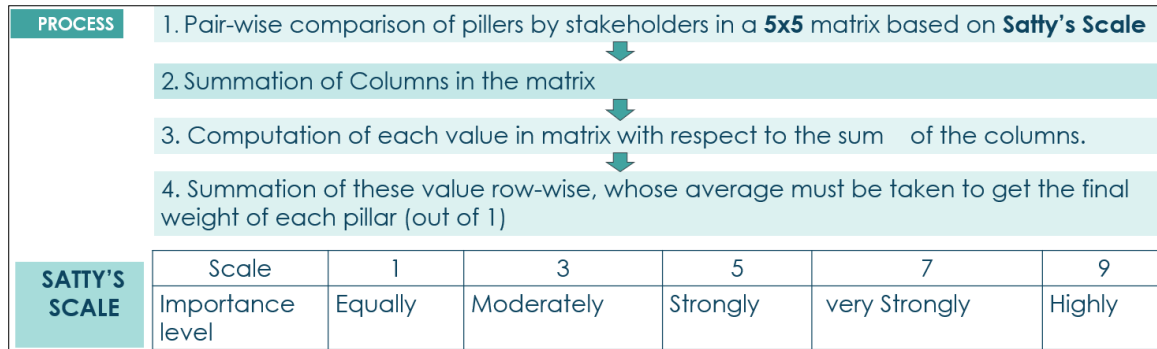 PROCESS
1. Pair-wise comparison of pillers by stakeholders in a 5x5 matrix based on Satty's Scale
2. Summation of Columns in the matrix
3. Computation of each value in matrix with respect to the sum of the columns.
4. Summation of these value row-wise, whose average must be taken to get the final
weight of each pillar (out of 1)
SATTY'S
SCALE
Scale 1 3 5 7 9
Importance Equally Moderately Strongly very Strongly Highly
level